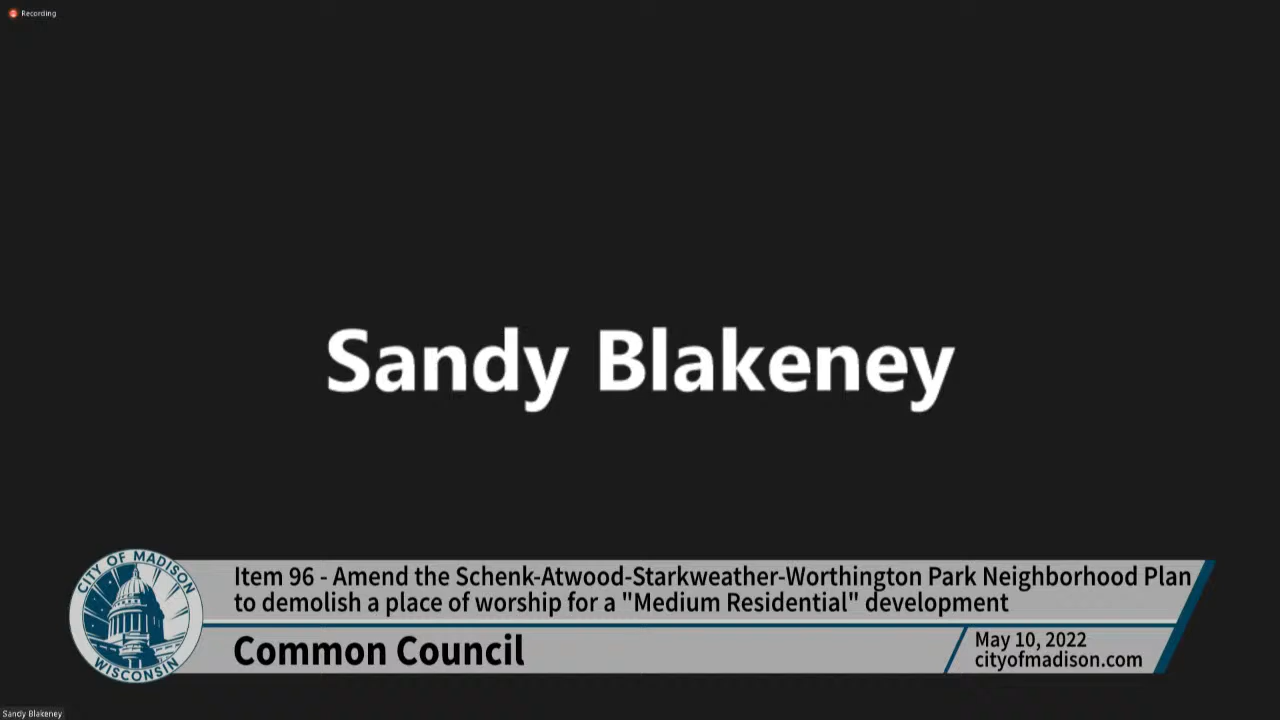 Recording
Sandy Blakeney
CITY OF MADISON
WISCONSIN
Item 96 - Amend the Schenk-Atwood-Starkweather-Worthington Park Neighborhood Plan
to demolish a place of worship for a "Medium Residential" development
Common Council
May 10, 2022
cityofmadison.com
Sandy Blakeney